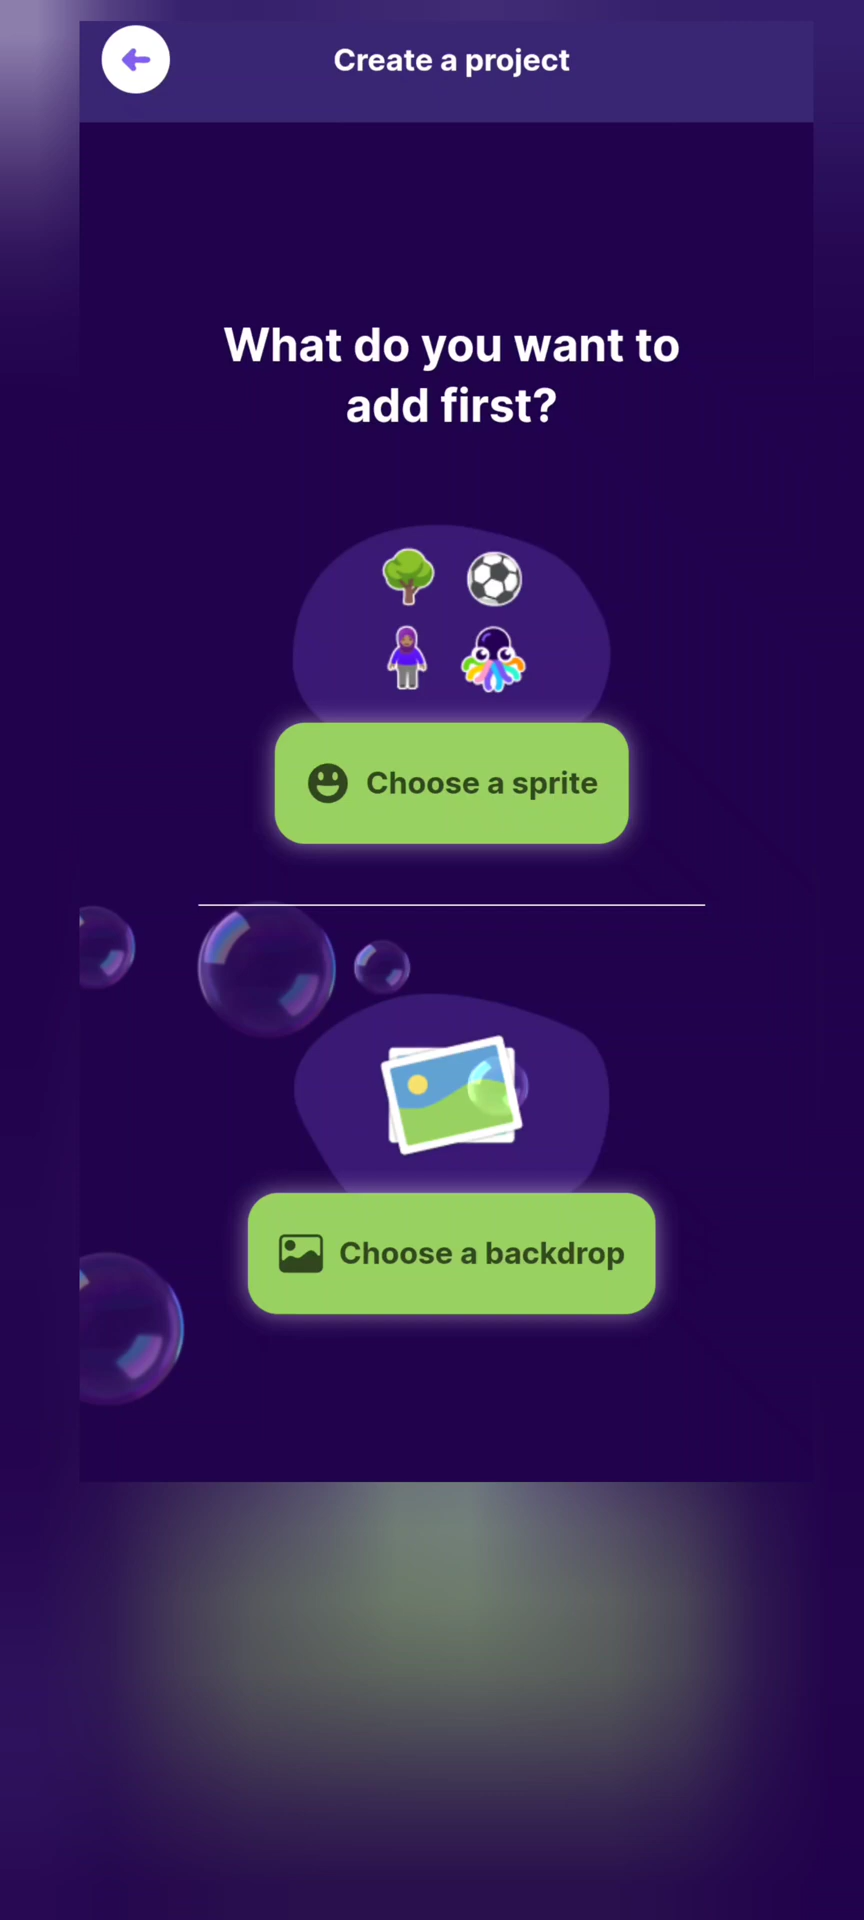 Create a project
What do you want to
add first?
Choose a sprite
Choose a backdrop